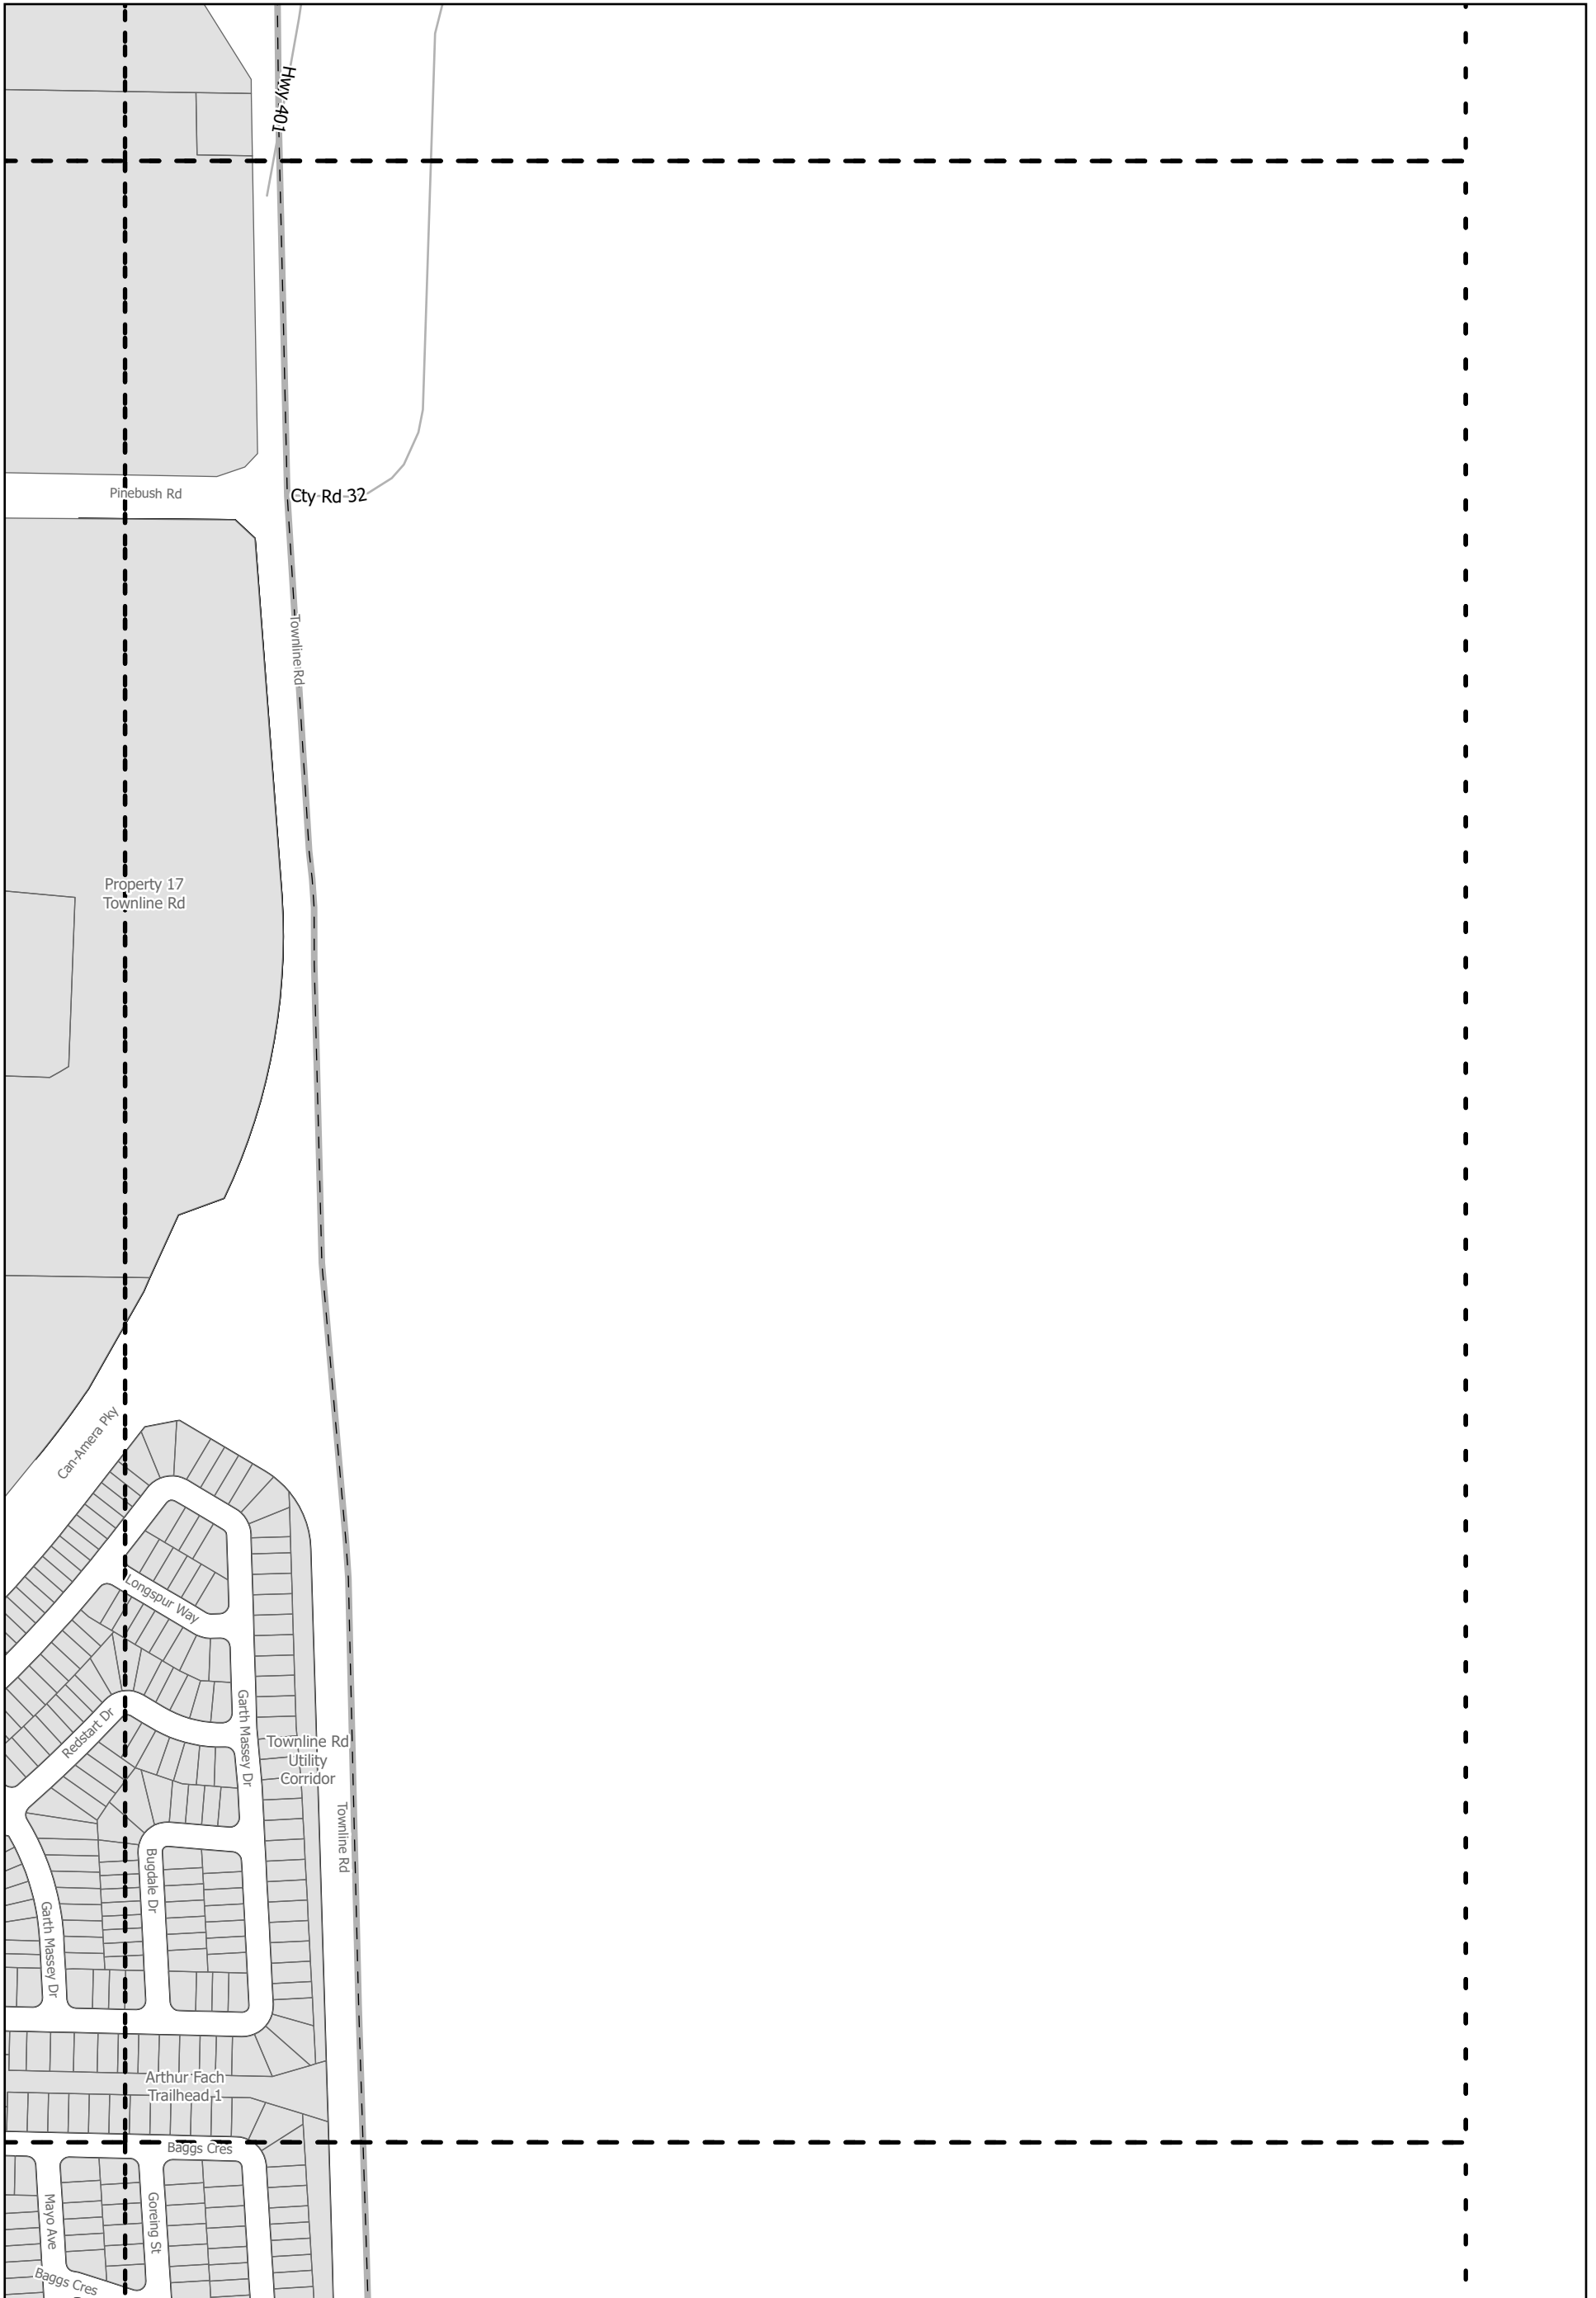 Hwy 401
Pinebush Rd
Cty Rd 32
Townline Rd
Property 17
Townline Rd
Can-Amera Pky
Longspur Way
Redstart Dr
Garth Massey Dr
Townline Rd
Utility
Corridor
Townline Rd
Bugdale Dr
Garth Massey Dr
Arthur Fach
Trailhead 1
Baggs Cres
Mayo Ave
Goreing St
Baggs Cres